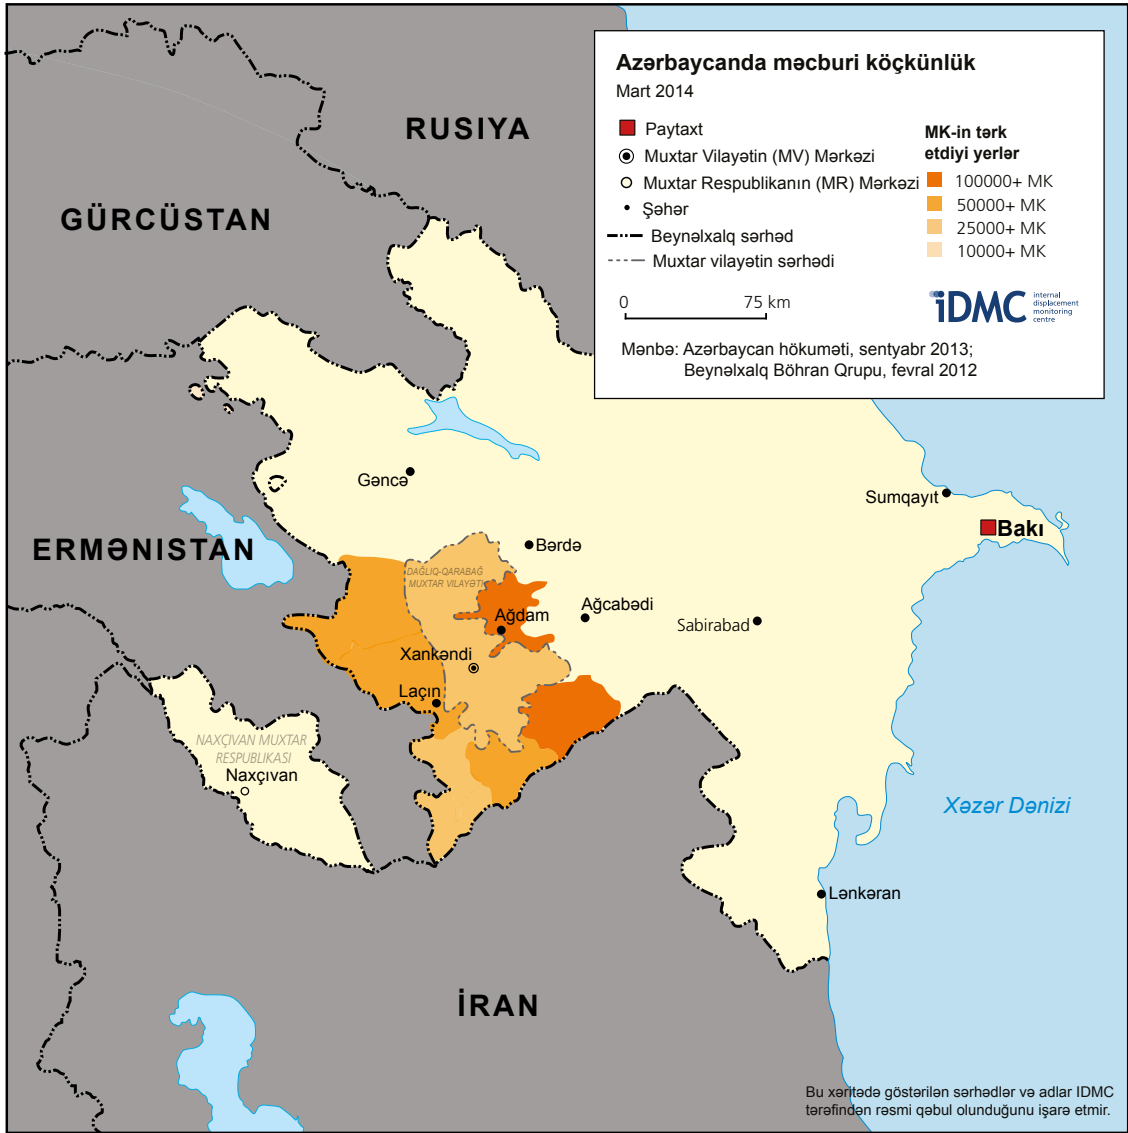 Azərbaycanda məcburi köçkünlük
Mart 2014
Paytaxt
Muxtar Vilayətin (MV) Mərkəzi
Muxtar Respublikanın (MR) Mərkəzi
Şəhər
Beynəlxalq sərhəd
Muxtar vilayətin sərhədi
MK-in tərk
etdiyi yerlər
100000+ MK
50000+ MK
25000+ MK
10000+ MK
0 75 km
iDMC
internal
displacement
monitoring
centre
Mənbə: Azərbaycan hökuməti, sentyabr 2013;
Beynəlxalq Böhran Qrupu, fevral 2012
RUSIYA
GÜRCÜSTAN
Gəncə
Sumqayıt
Bakı
ERMƏNISTAN
Bərdə
DAĞLIQ-QARABAĞ
MUXTAR VILAYƏTI
Ağdam
Ağcabədi
Sabirabad
Xankəndi
Laçın
NAXÇIVAN MUXTAR
RESPUBLIKASI
Naxçıvan
Xəzər Dənizi
Lənkəran
İRAN
Bu xəritədə göstərilən sərhədlər və adlar IDMC
tərəfindən rəsmi qəbul olunduğunu işarə etmir.